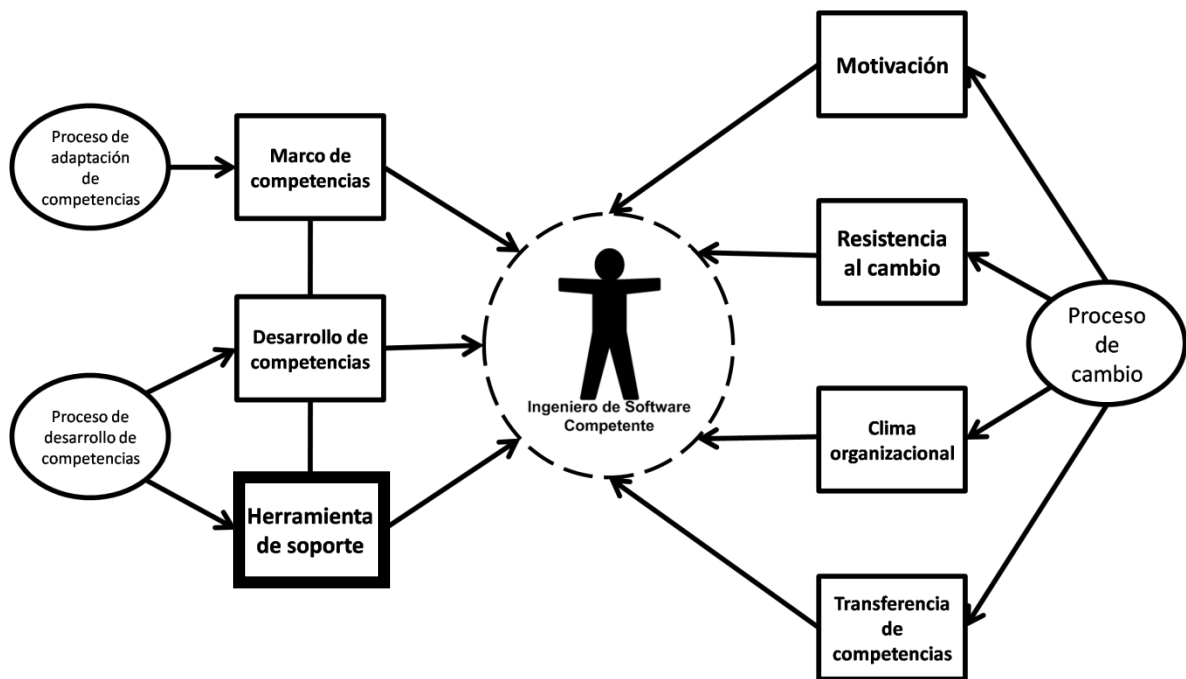 Proceso de
adaptación
de
competencias
Marco de
competencias
Desarrollo de
competencias
Proceso de
desarrollo de
competencias
Herramienta
de soporte
Ingeniero de Software
Competente
Motivación
Resistencia
al cambio
Clima
organizacional
Transferencia
de
competencias
Proceso
de
cambio